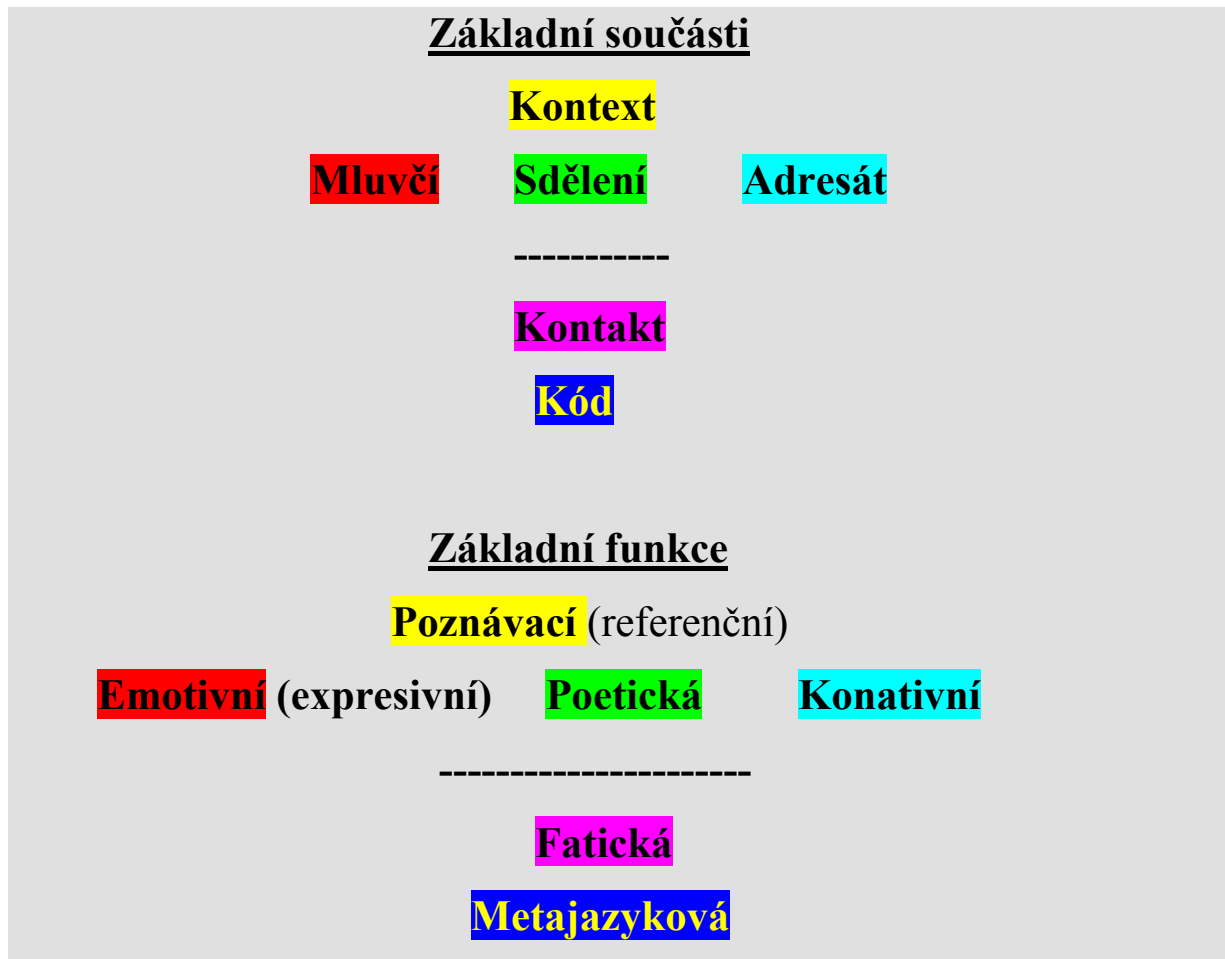 Základní součásti
Kontext
Mluvčí Sdělení Adresát
-----------
Kontakt
Kód
Základní funkce
Poznávací (referenční)
Emotivní (expresivní) Poetická Konativní
----------------------
Fatická
Metajazyková